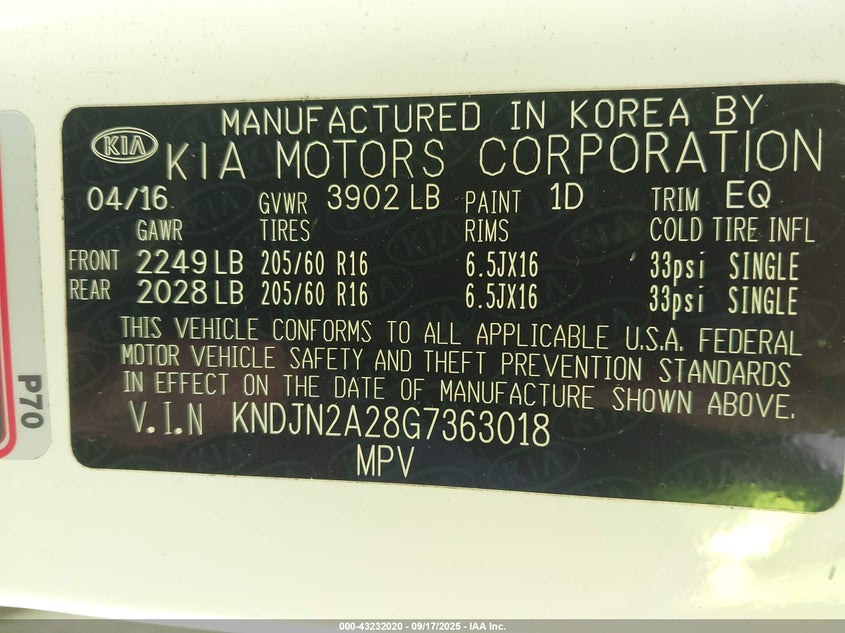 MANUFACTURED IN KOREA BY
KIA KIA MOTORS CORPORATION
04/16 GVWR 3902 LB PAINT 1D TRIM EQ
GAWR TIRES RIMS COLD TIRE INFL
FRONT 2249 LB 205/60 R16 6.5JX16 33psi SINGLE
REAR 2028 LB 205/60 R16 6.5JX16 33psi SINGLE
THIS VEHICLE CONFORMS TO ALL APPLICABLE U.S.A. FEDERAL
MOTOR VEHICLE SAFETY AND THEFT PREVENTION STANDARDS
IN EFFECT ON THE DATE OF MANUFACTURE SHOWN ABOVE.
V.I.N KNDJN2A28G7363018
MPV
P70
000-43232020 - 09/17/2025 - IAA Inc.